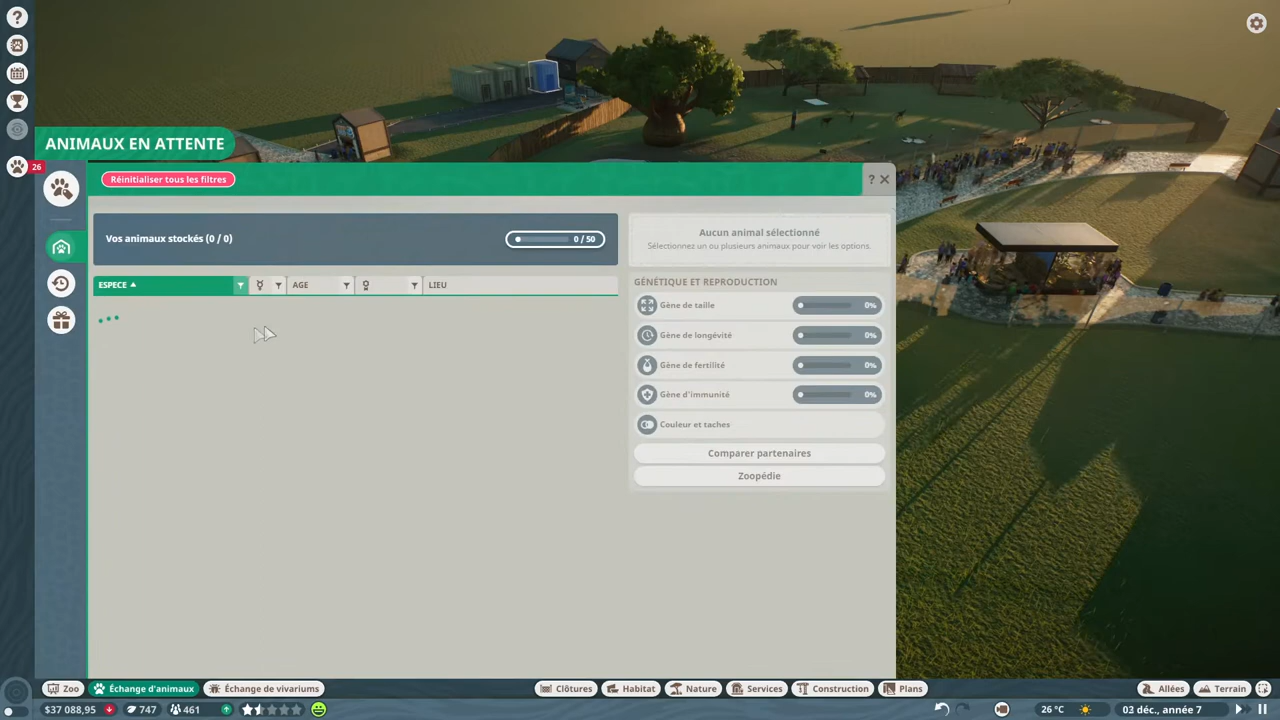 ANIMAUX EN ATTENTE
26
Réinitialiser tous les filtres
?
Vos animaux stockés (0 / 0)
0 / 50
Aucun animal sélectionné
Sélectionnez un ou plusieurs animaux pour voir les options.
ESPECE
AGE
LIEU
GÉNÉTIQUE ET REPRODUCTION
Gène de taille
0%
Gène de longévité
0%
Gène de fertilité
0%
Gène d'immunité
0%
Couleur et taches
Comparer partenaires
Zoopédie
Zoo
Échange d'animaux
Échange de vivariums
Clôtures
Habitat
Nature
Services
Construction
Plans
Allées
Terrain
$37 088,95
747
461
26 °C
03 déc., année 7